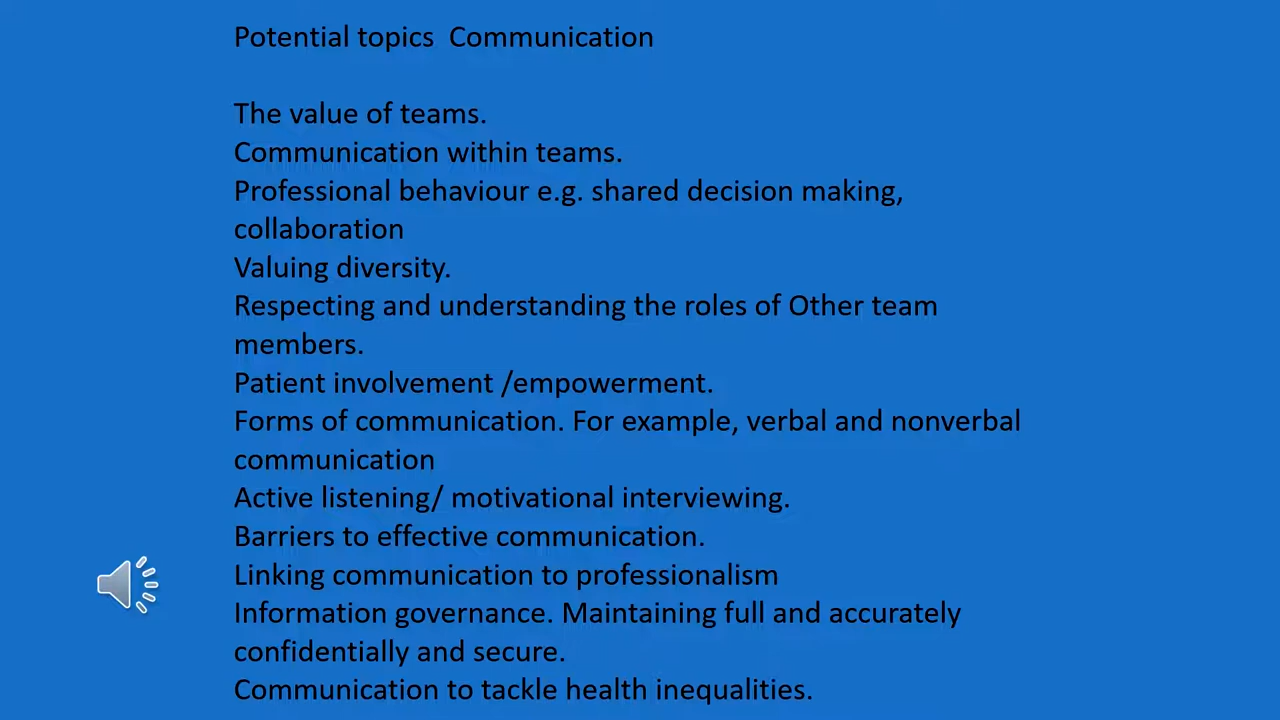 Potential topics  Communication
The value of teams.
Communication within teams.
Professional behaviour e.g. shared decision making,
collaboration
Valuing diversity.
Respecting and understanding the roles of Other team
members.
Patient involvement /empowerment.
Forms of communication. For example, verbal and nonverbal
communication
Active listening/ motivational interviewing.
Barriers to effective communication.
Linking communication to professionalism
Information governance. Maintaining full and accurately
confidentially and secure.
Communication to tackle health inequalities.